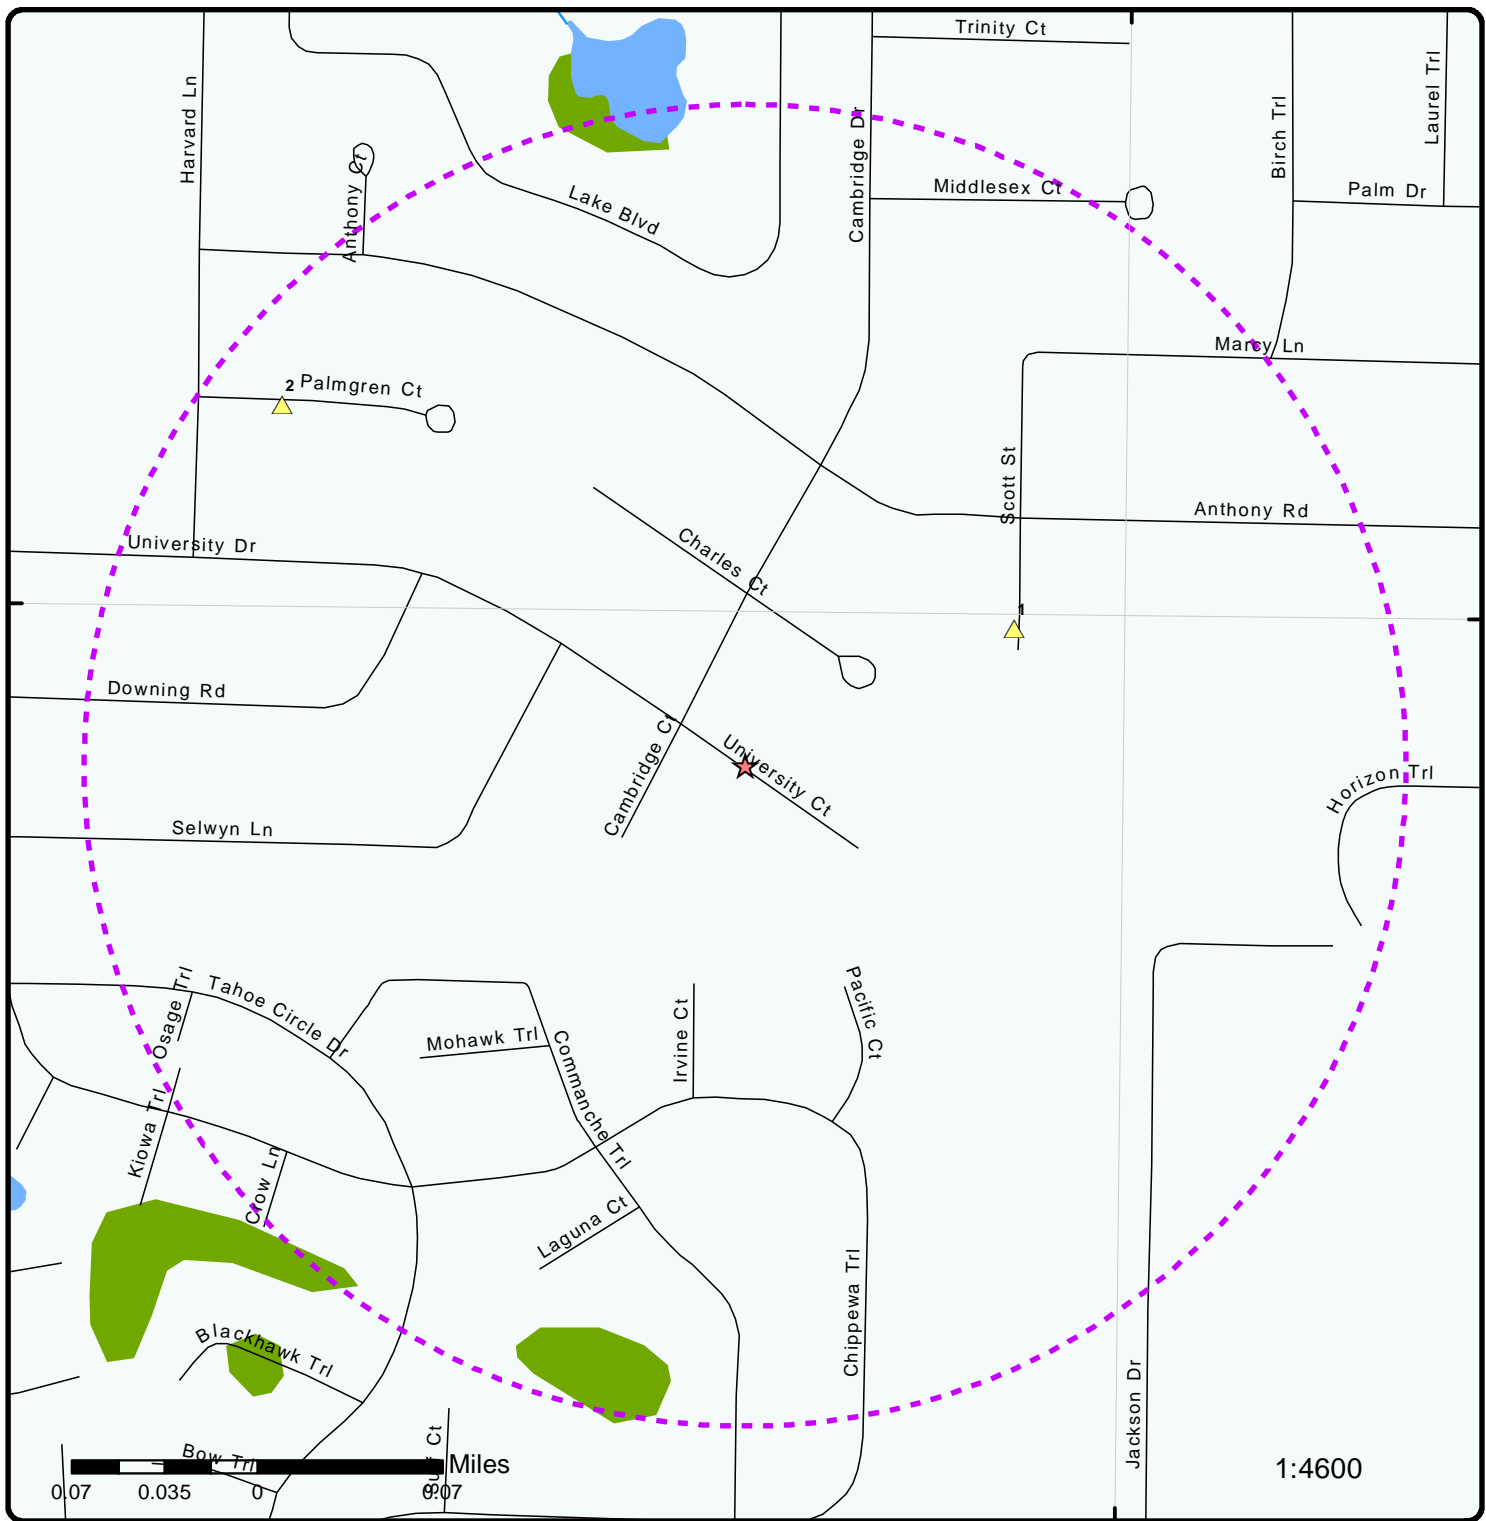 Trinity Ct
Harvard Ln
Laurel Trl
Birch Trl
Cambridge Dr
Anthony Ct
Lake Blvd
Middlesex Ct
Palm Dr
Marcy Ln
2
Palmgren Ct
Scott St
Anthony Rd
University Dr
Charles Ct
1
Downing Rd
Cambridge Ct
University Ct
Horizon Trl
Selwyn Ln
Osage Trl
Tahoe Circle Dr
Mohawk Trl
Commanche Trl
Irvine Ct
Pacific Ct
Kiowa Trl
Crow Ln
Laguna Ct
Chippewa Trl
Blackhawk Trl
Jackson Dr
Bow Trl
Ct
Miles
1:4600
0.07
0.035
0
0.07